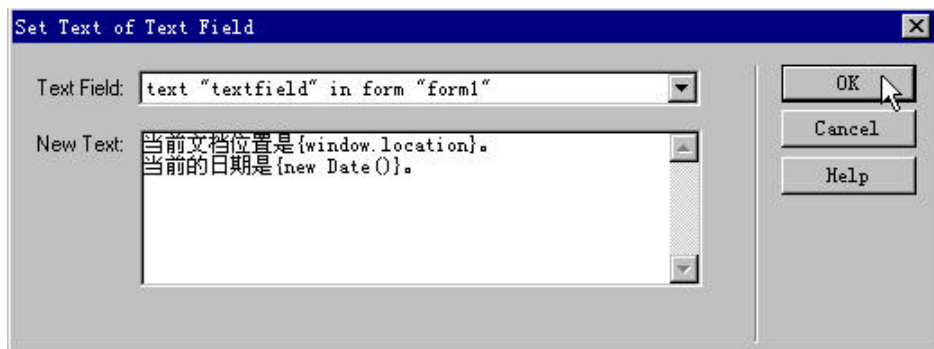 Set Text of Text Field
Text Field: text "textfield" in form "form1"
New Text: 当前文档位置是{window.location}。
当前的日期是{new Date()}。
OK
Cancel
Help